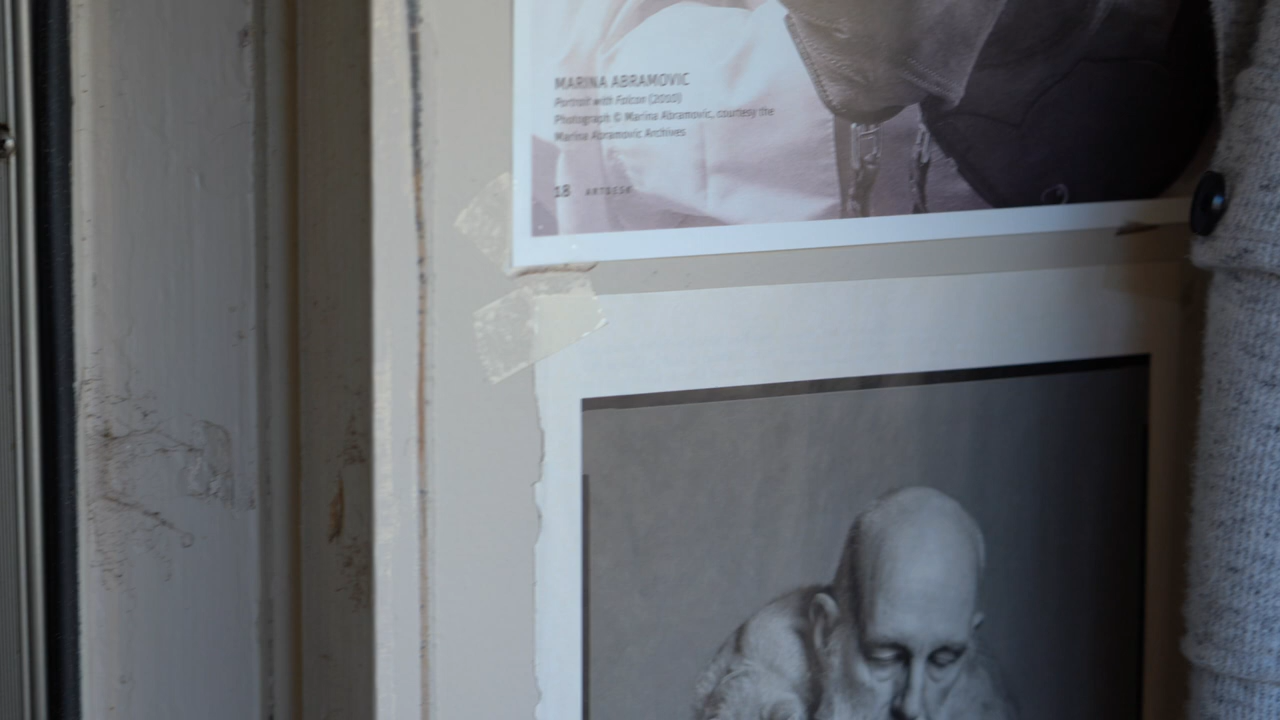 MARINA ABRAMOVIC
Portrait with Falcon (2010)
Photograph © Marina Abramovic, courtesy the
Marina Abramovic Archives
18 ARTDESK